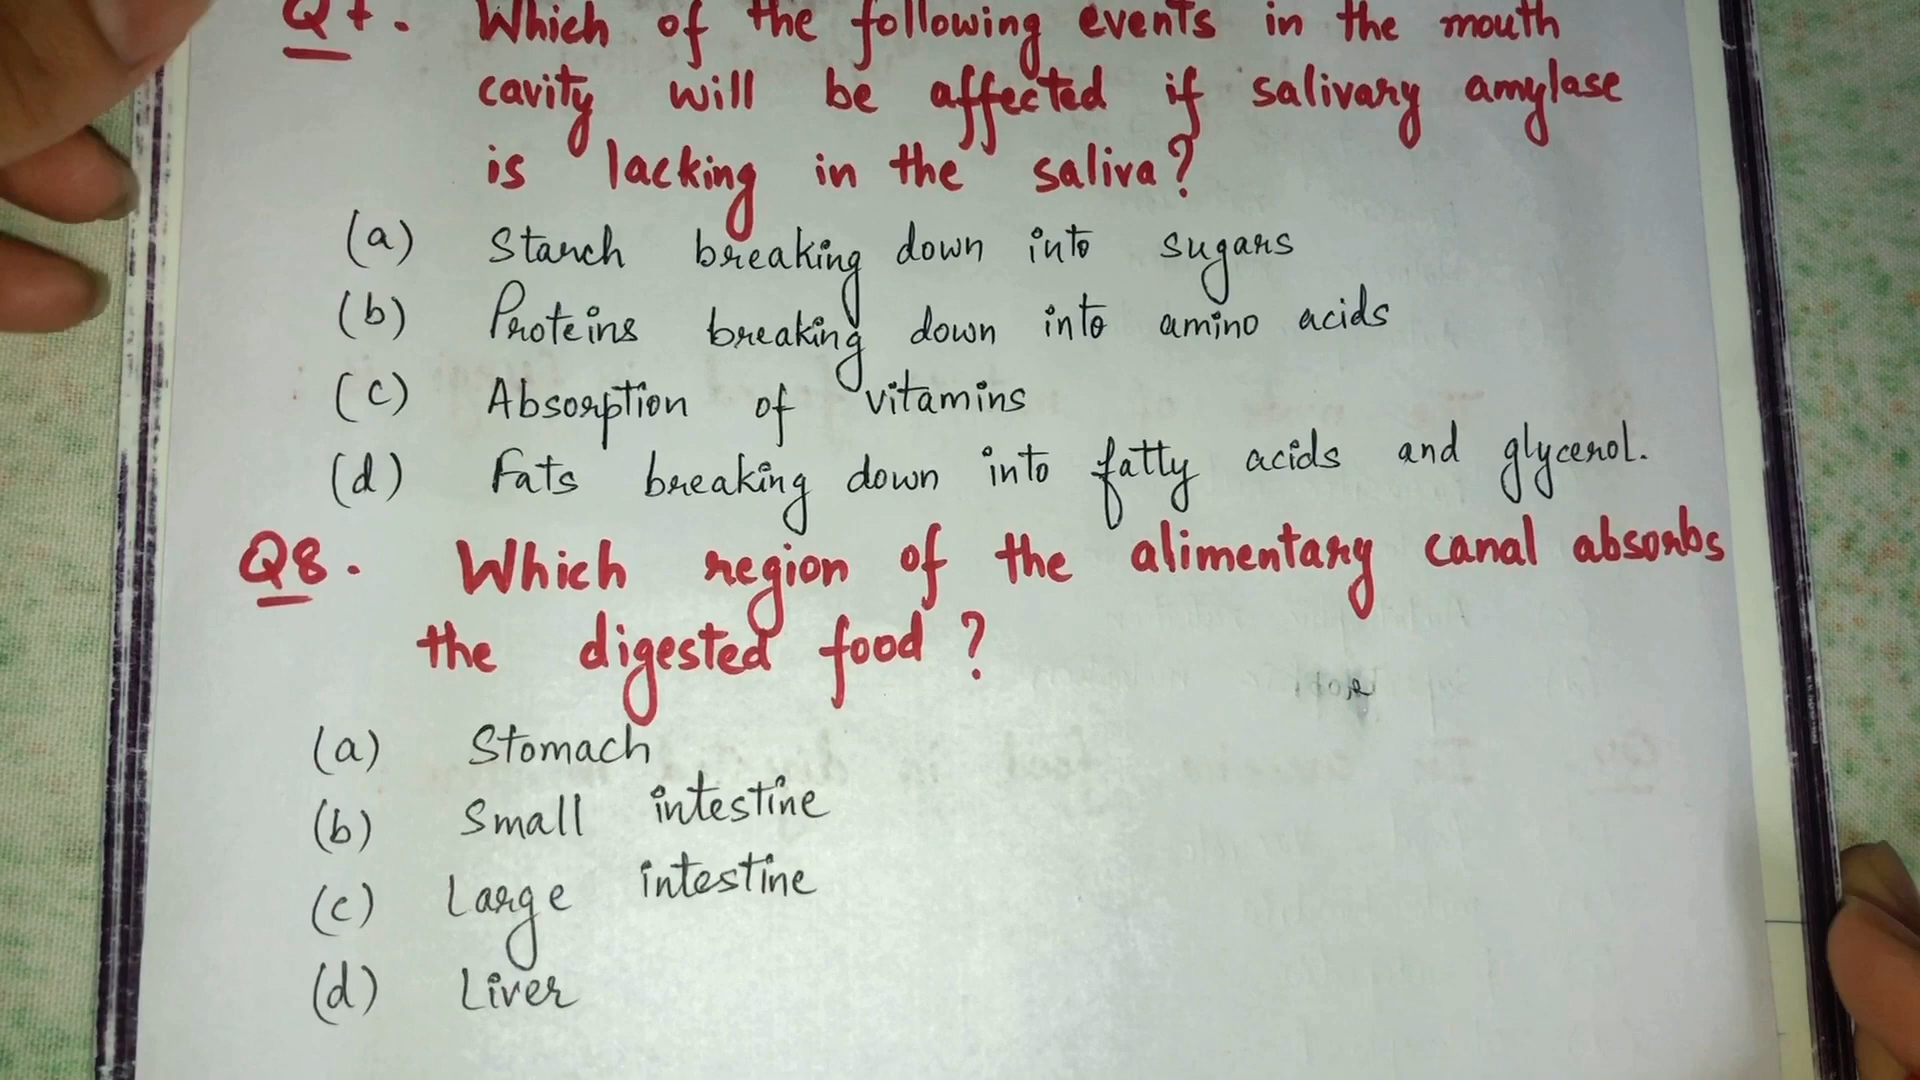 Q7. Which of the following events in the mouth
cavity will be affected if salivary amylase
is lacking in the saliva?
(a) Starch breaking down into sugars
(b) Proteins breaking down into amino acids
(c) Absorption of vitamins
(d) Fats breaking down into fatty acids and glycerol.
Q8. Which region of the alimentary canal absorbs
the digested food?
(a) Stomach
(b) Small intestine
(c) Large intestine
(d) Liver